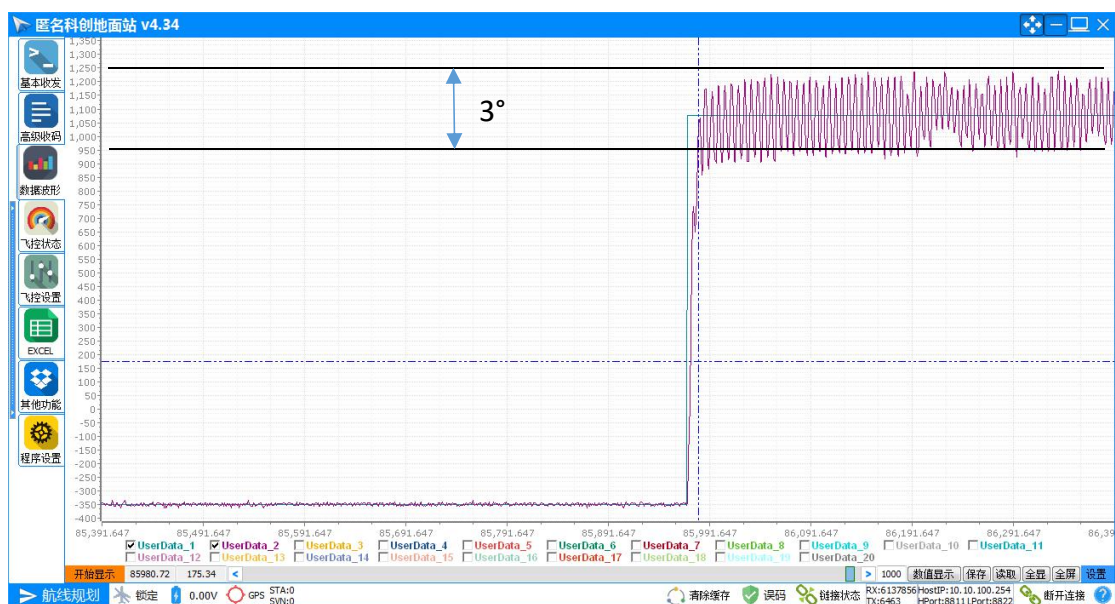 匿名科创地面站 v4.34
基本收发
高级收码
数据波形
飞控状态
飞控设置
EXCEL
其他功能
程序设置
1,350
1,300
1,250
1,200
1,150
1,100
1,050
1,000
950
900
850
800
750
700
650
600
550
500
450
400
350
300
250
200
150
100
50
0
-50
-100
-150
-200
-250
-300
-350
-400
3°
85,391.647 85,491.647 85,591.647 85,691.647 85,791.647 85,891.647 85,991.647 86,091.647 86,191.647 86,291.647 86,39
UserData_1 UserData_2 UserData_3 UserData_4 UserData_5 UserData_6 UserData_7 UserData_8 UserData_9 UserData_10 UserData_11
UserData_12 UserData_13 UserData_14 UserData_15 UserData_16 UserData_17 UserData_18 UserData_19 UserData_20
开始显示 85980.72 175.34 < > 1000 数值显示 保存 读取 全显 全屏 设置
航线规划 锁定 0.00V GPS STA:0 清除缓存 误码 链接状态 RX:6137856 HostIP:10.10.100.254 断开连接
SVN:0 TX:6463 HPort:8811 LPort:8822